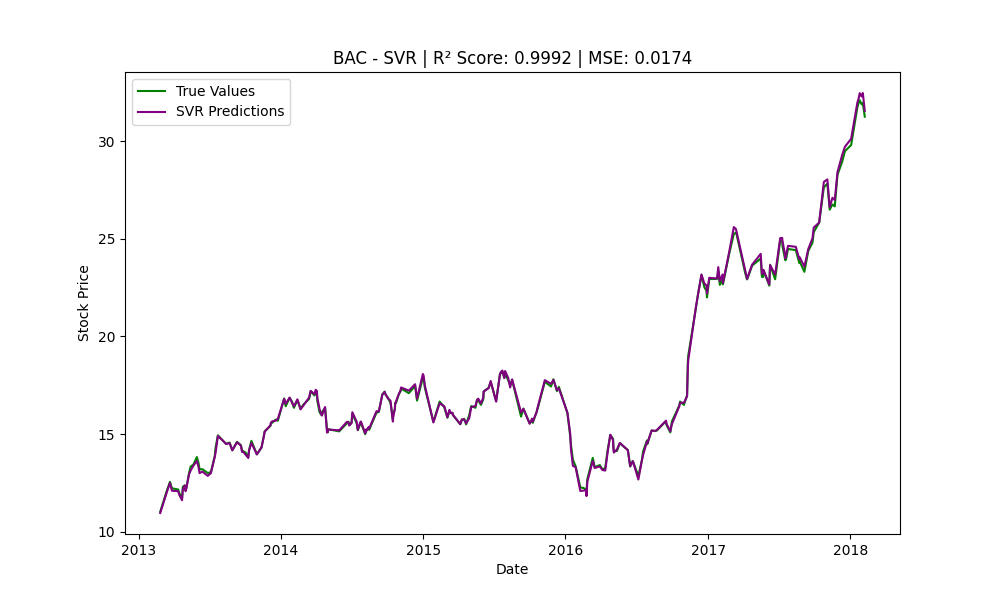 BAC - SVR | R² Score: 0.9992 | MSE: 0.0174
True Values
SVR Predictions
Stock Price
30
25
20
15
10
2013 2014 2015 2016 2017 2018
Date